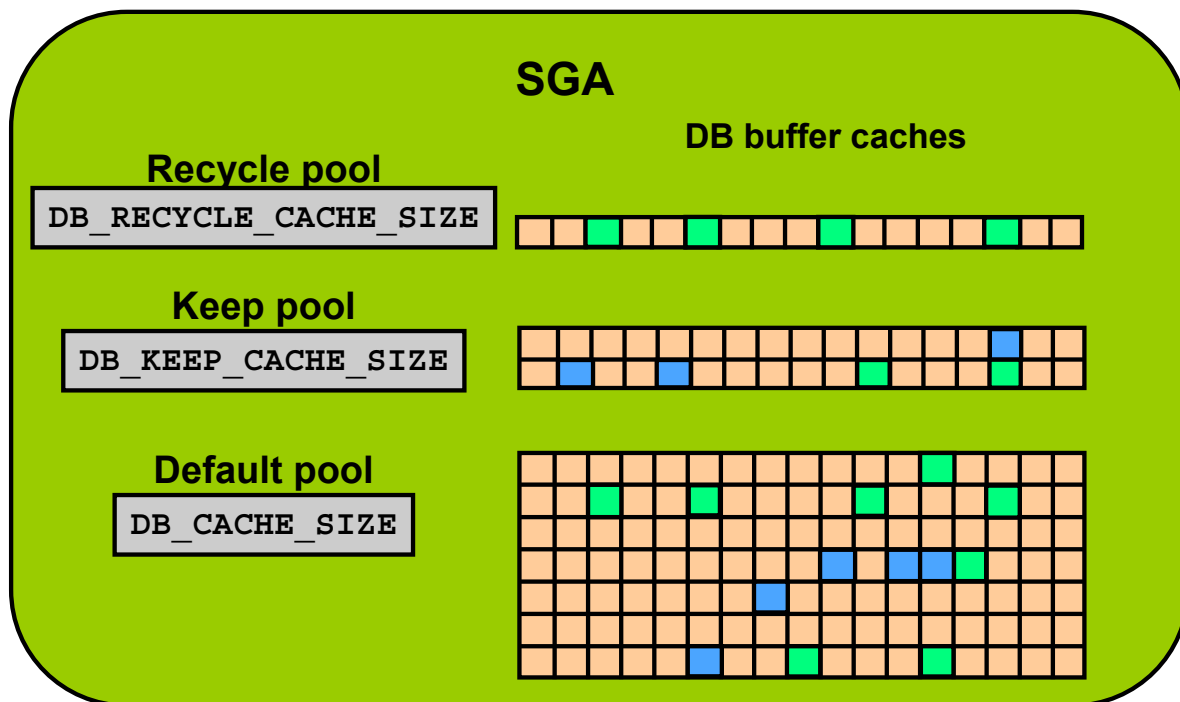 SGA
DB buffer caches
Recycle pool
DB_RECYCLE_CACHE_SIZE
Keep pool
DB_KEEP_CACHE_SIZE
Default pool
DB_CACHE_SIZE